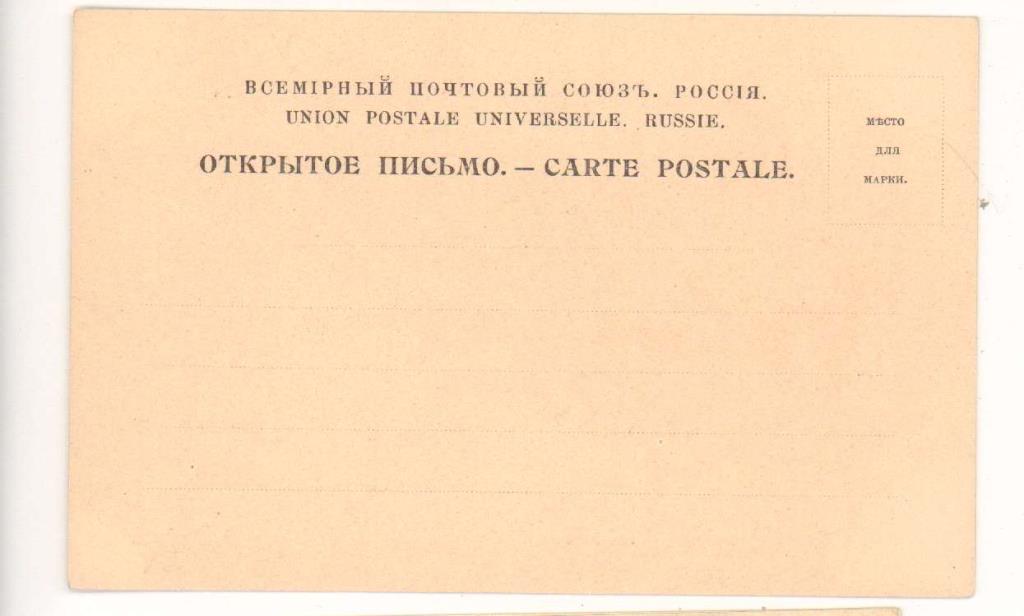 ВСЕМІРНЫЙ ПОЧТОВЫЙ СОЮЗЪ. РОССІЯ.
UNION POSTALE UNIVERSELLE. RUSSIE.
ОТКРЫТОЕ ПИСЬМО. — CARTE POSTALE.
МѢСТО
ДЛЯ
МАРКИ.